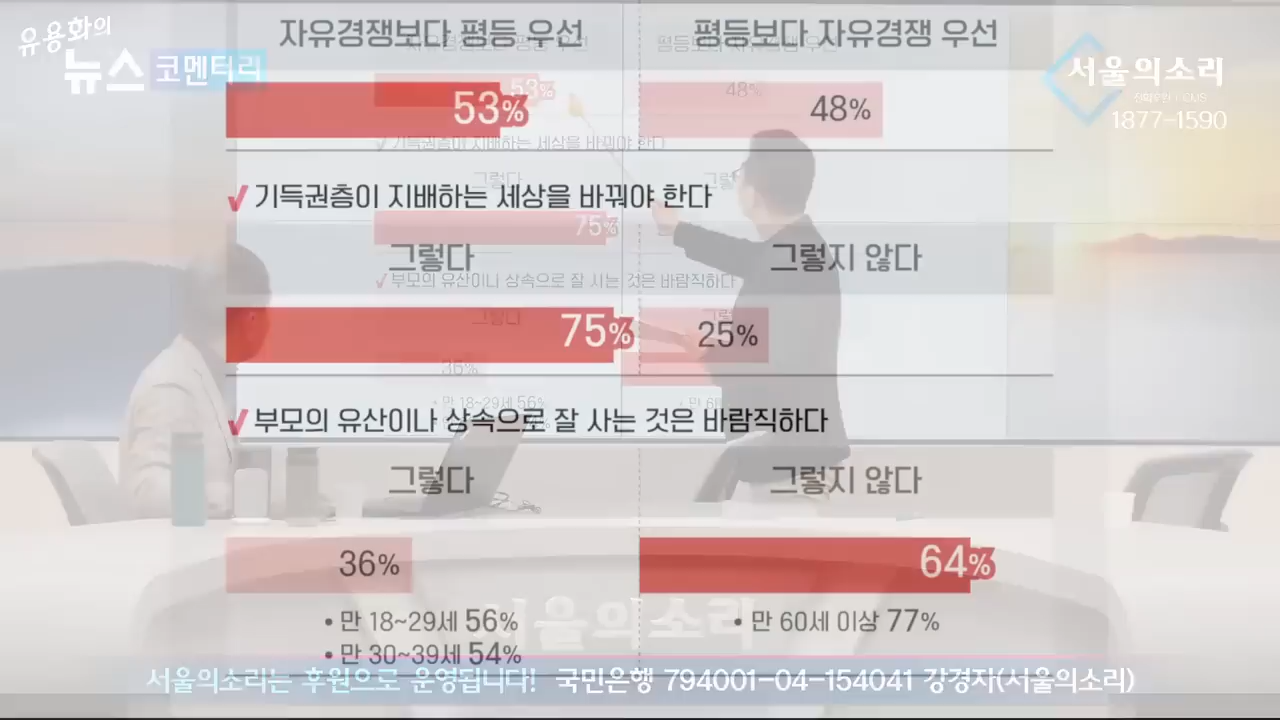 유용화의
뉴스 코멘터리
서울의소리
1877-1590
자유경쟁보다 평등 우선
평등보다 자유경쟁 우선
53%
48%
기득권층이 지배하는 세상을 바꿔야 한다
그렇다
그렇지 않다
75%
25%
부모의 유산이나 상속으로 잘 사는 것은 바람직하다
그렇다
그렇지 않다
36%
64%
• 만 18~29세 56%
• 만 60세 이상 77%
• 만 30~39세 54%
서울의소리
서울의소리는 후원으로 운영됩니다! 국민은행 794001-04-154041 강경자(서울의소리)